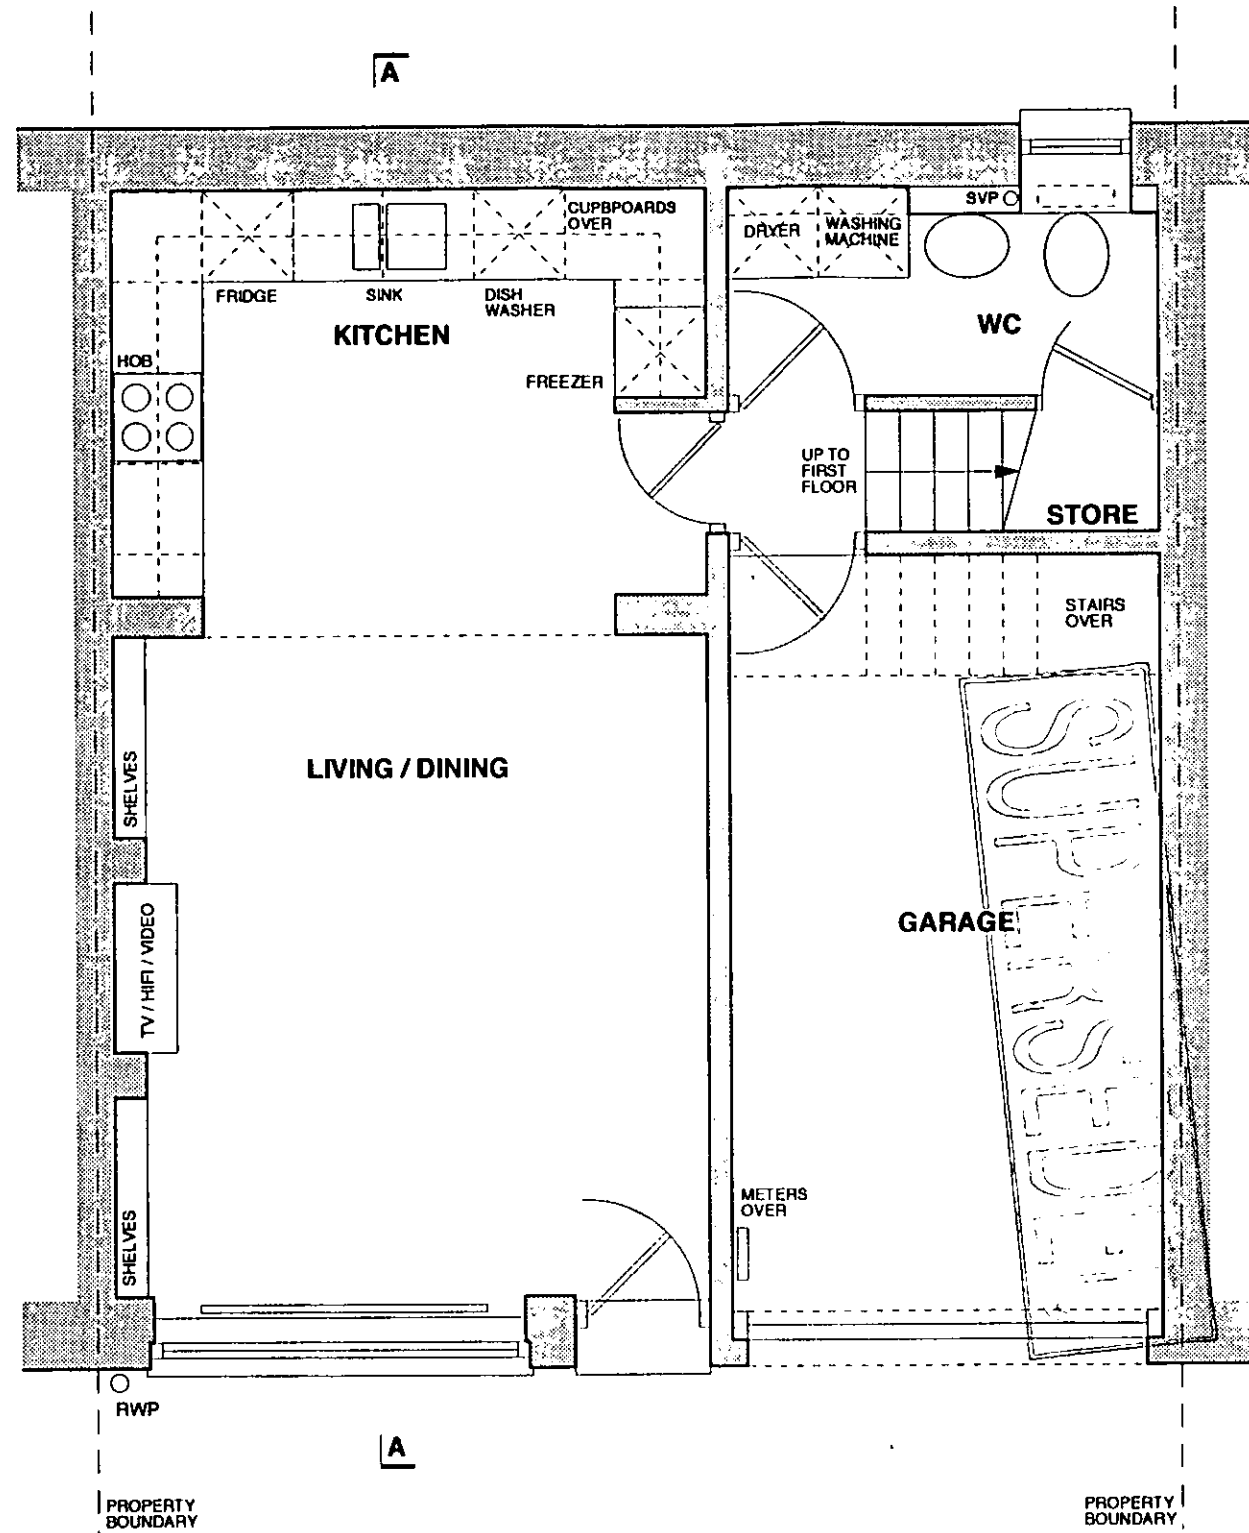 A
CUPBPOARDS
OVER
SVP
DRYER
WASHING
MACHINE
FRIDGE
SINK
DISH
WASHER
KITCHEN
WC
HOB
FREEZER
UP TO
FIRST
FLOOR
STORE
STAIRS
OVER
SHELVES
LIVING / DINING
GARAGE
SUPERSEDED
TV / HIFI / VIDEO
METERS
OVER
SHELVES
RWP
A
PROPERTY
BOUNDARY
PROPERTY
BOUNDARY